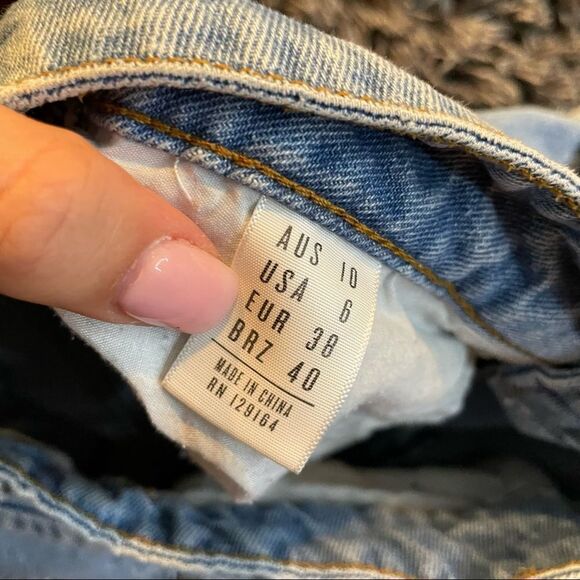 AUS 10
USA 6
EUR 38
BRZ 40
MADE IN CHINA
RN 129164